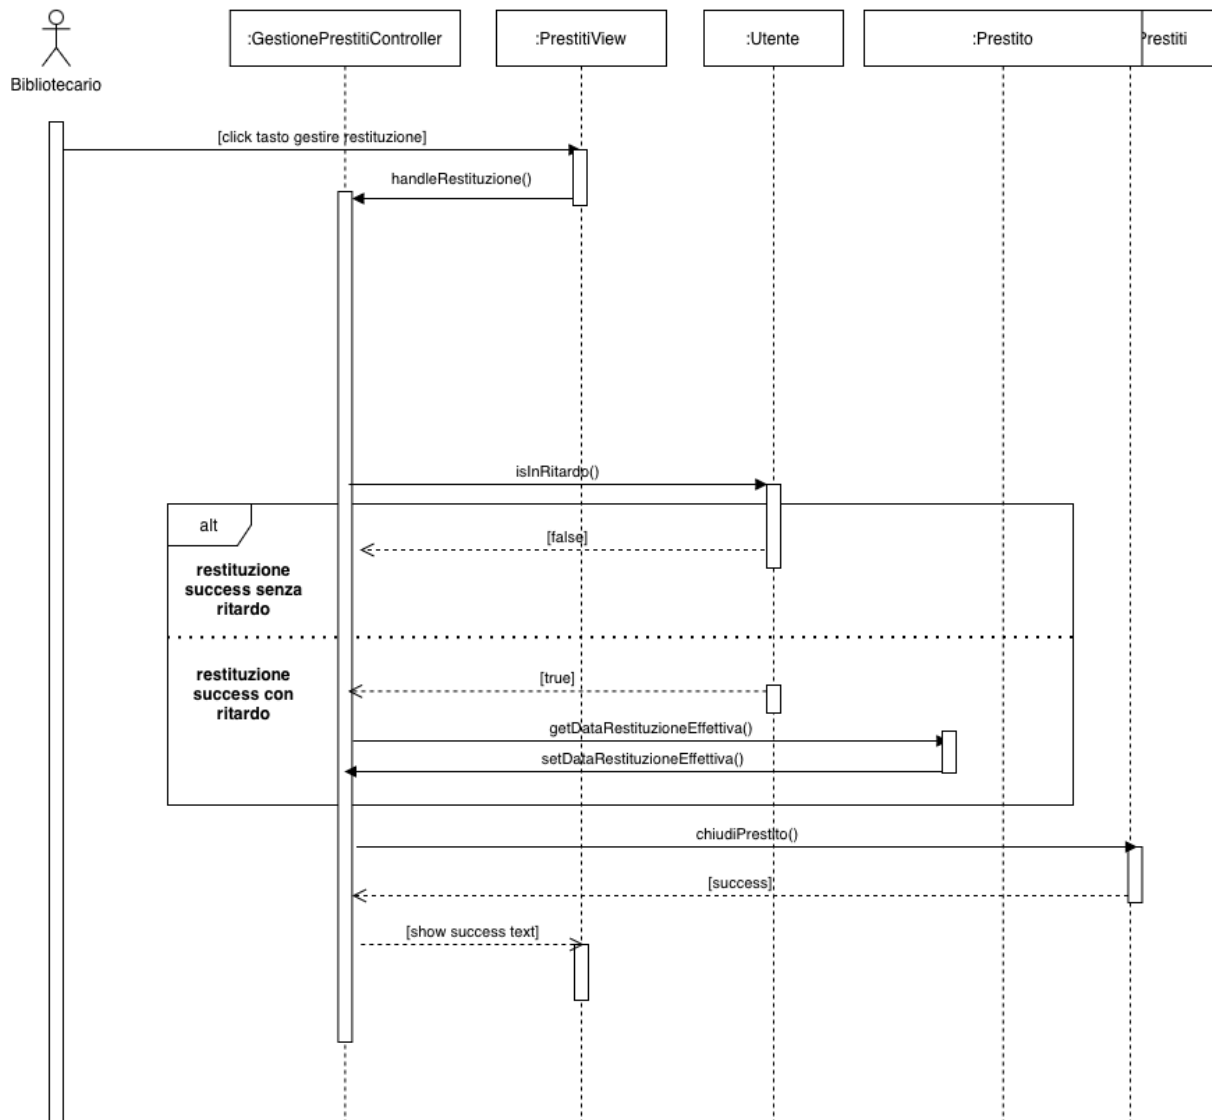 :GestionePrestitiController
:PrestitiView
:Utente
:Prestito
Prestiti
Bibliotecario
[click tasto gestire restituzione]
handleRestituzione()
isInRitardo()
alt
[false]
restituzione
success senza
ritardo
restituzione
success con
ritardo
[true]
getDataRestituzioneEffettiva()
setDataRestituzioneEffettiva()
chiudiPrestito()
[success]
[show success text]